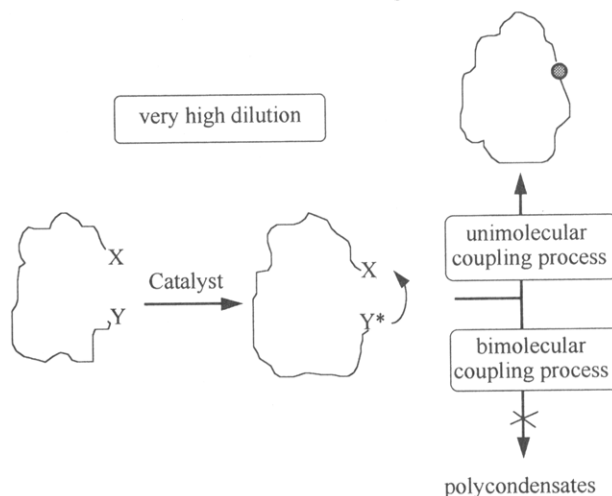 very high dilution
X
Y
Catalyst
X
Y*
unimolecular
coupling process
bimolecular
coupling process
polycondensates